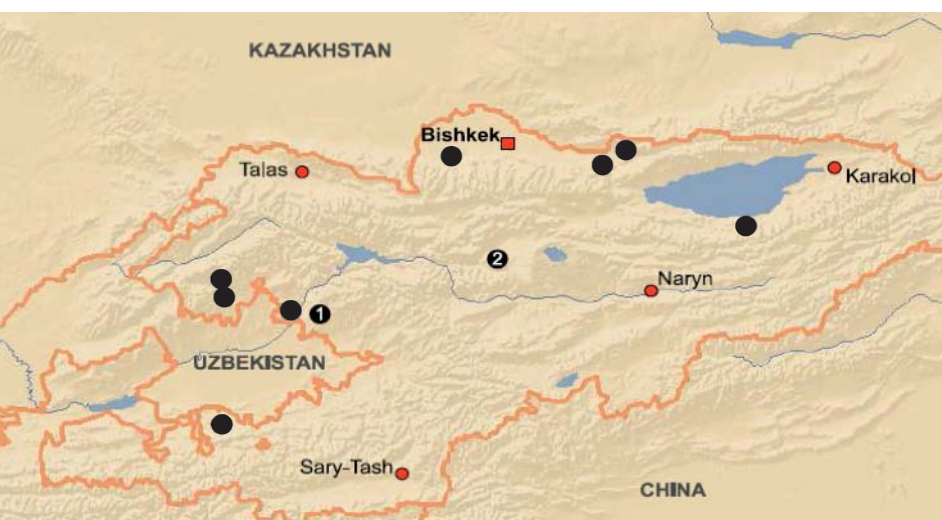 KAZAKHSTAN
Bishkek
Talas
Karakol
2
Naryn
1
UZBEKISTAN
Sary-Tash
CHINA